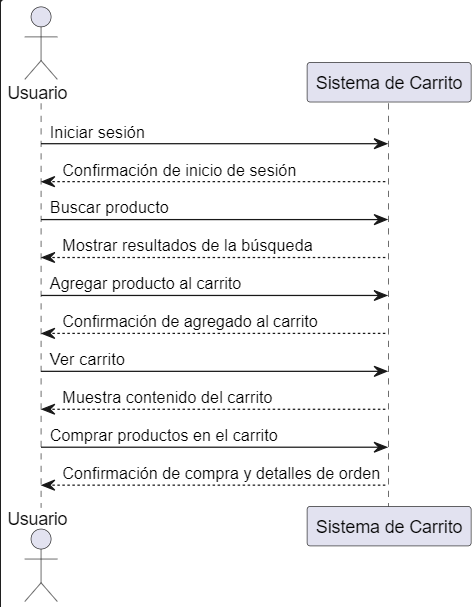 Usuario
Sistema de Carrito
Iniciar sesión
Confirmación de inicio de sesión
Buscar producto
Mostrar resultados de la búsqueda
Agregar producto al carrito
Confirmación de agregado al carrito
Ver carrito
Muestra contenido del carrito
Comprar productos en el carrito
Confirmación de compra y detalles de orden
Usuario
Sistema de Carrito